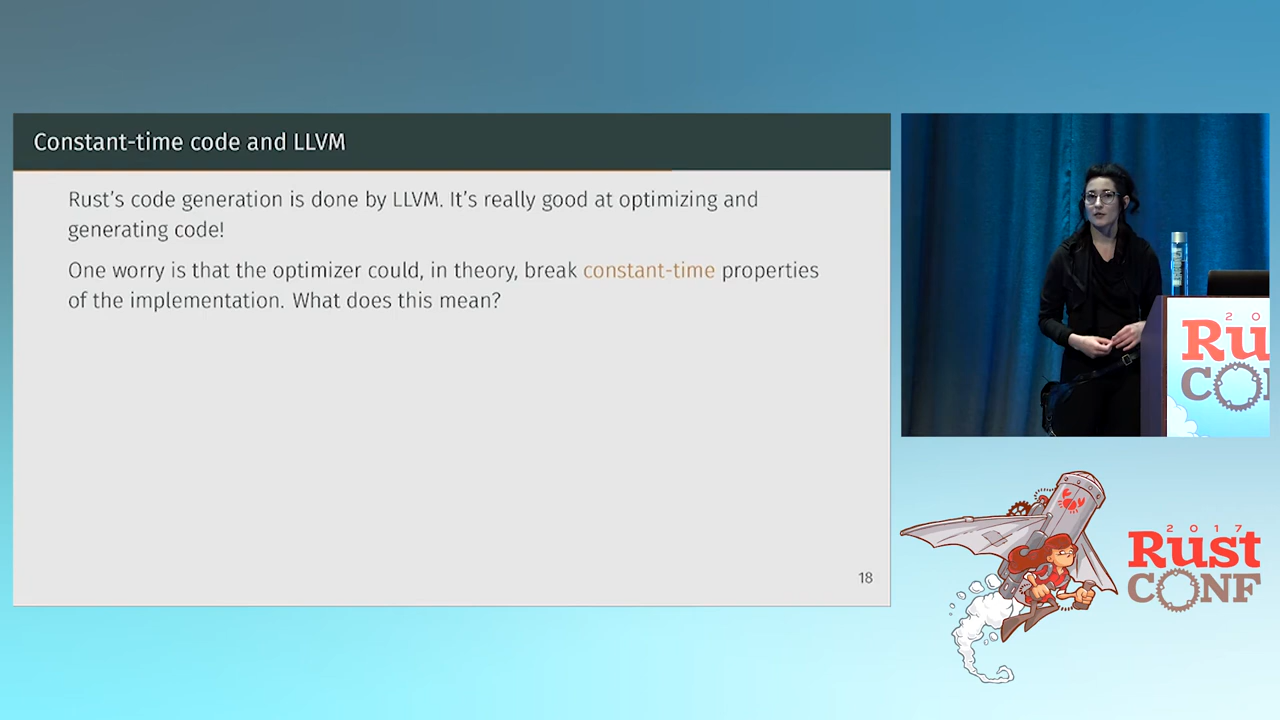 Constant-time code and LLVM
Rust's code generation is done by LLVM. It's really good at optimizing and
generating code!
One worry is that the optimizer could, in theory, break constant-time properties
of the implementation. What does this mean?
18
2 0
Ru
CO
2 0 1 7
Rust
CONF